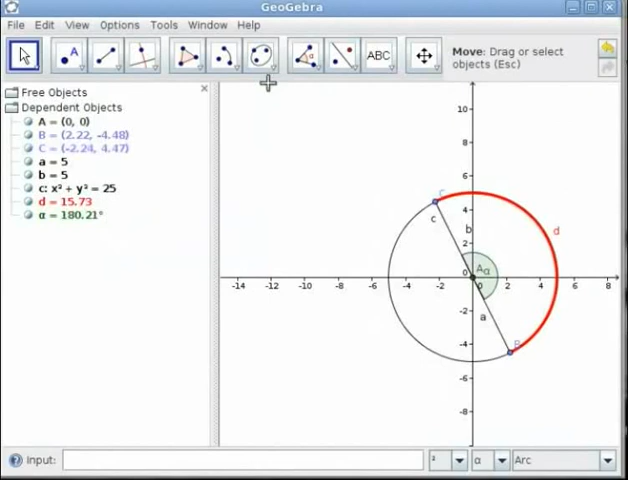 GeoGebra
File Edit View Options Tools Window Help
A
α
ABC
Move: Drag or select
objects (Esc)
Free Objects
Dependent Objects
A = (0, 0)
B = (2.22, -4.48)
C = (-2.24, 4.47)
a = 5
b = 5
c: x² + y² = 25
d = 15.73
α = 180.21°
10
8
6
C
4
c
b
d
2
A α
0
-14 -12 -10 -8 -6 -4 -2 0 2 4 6 8
-2
a
B
-4
-6
-8
Input:
² α Arc